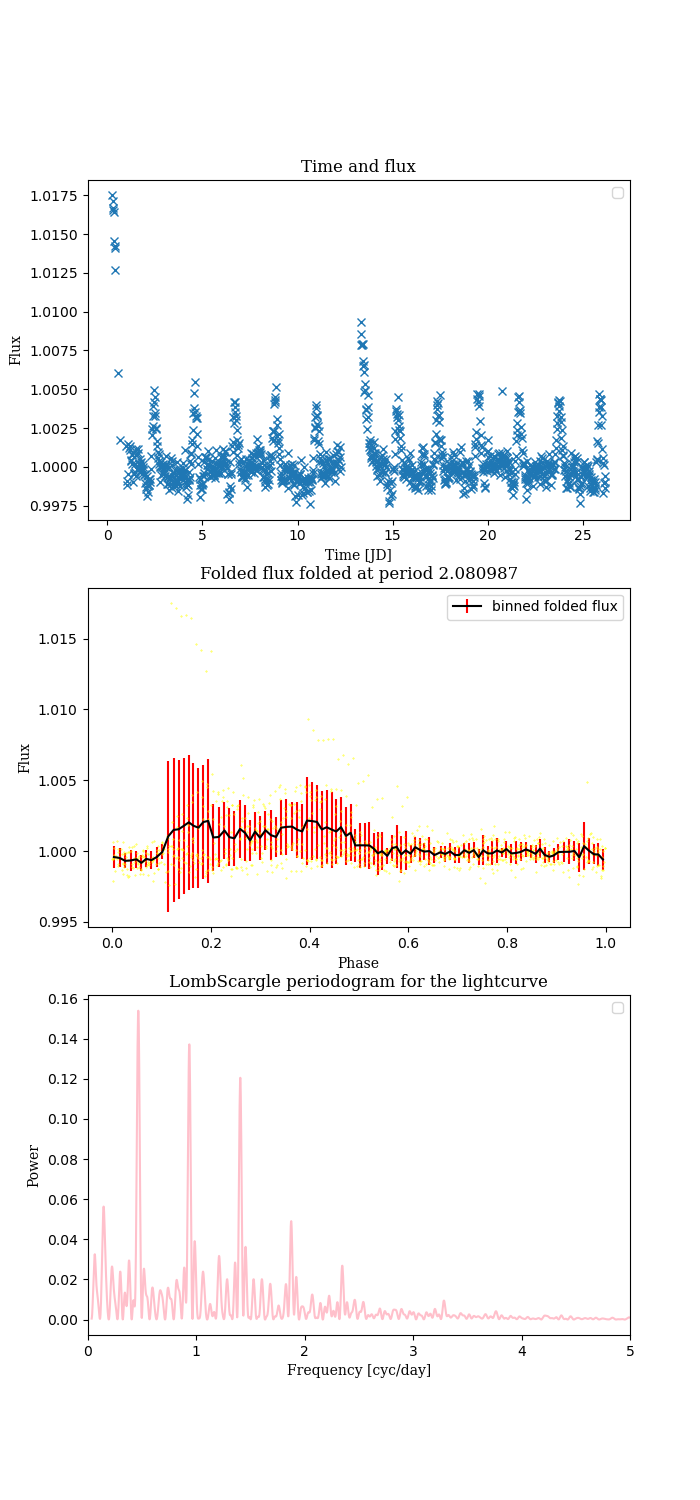 Time and flux
1.0175
1.0150
1.0125
1.0100
1.0075
1.0050
1.0025
1.0000
0.9975
Flux
0 5 10 15 20 25
Time [JD]
Folded flux folded at period 2.080987
binned folded flux
1.015
1.010
1.005
1.000
0.995
Flux
0.0 0.2 0.4 0.6 0.8 1.0
Phase
LombScargle periodogram for the lightcurve
0.16
0.14
0.12
0.10
0.08
0.06
0.04
0.02
0.00
Power
0 1 2 3 4 5
Frequency [cyc/day]